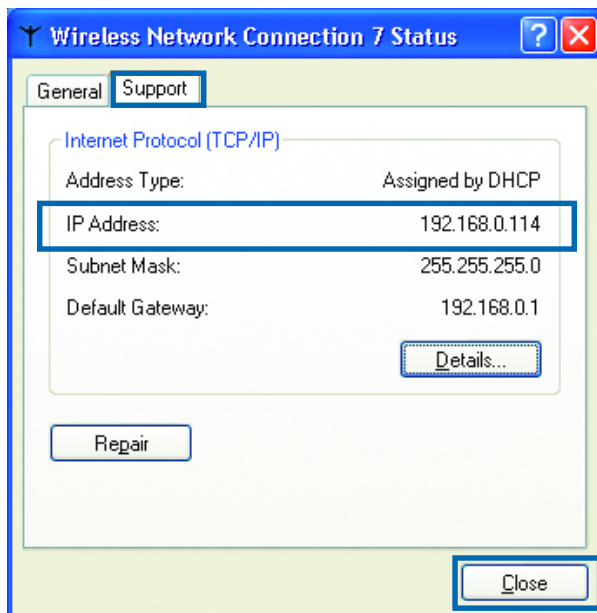 Wireless Network Connection 7 Status ?
General Support
Internet Protocol (TCP/IP)
Address Type: Assigned by DHCP
IP Address: 192.168.0.114
Subnet Mask: 255.255.255.0
Default Gateway: 192.168.0.1
Details...
Repair
Close